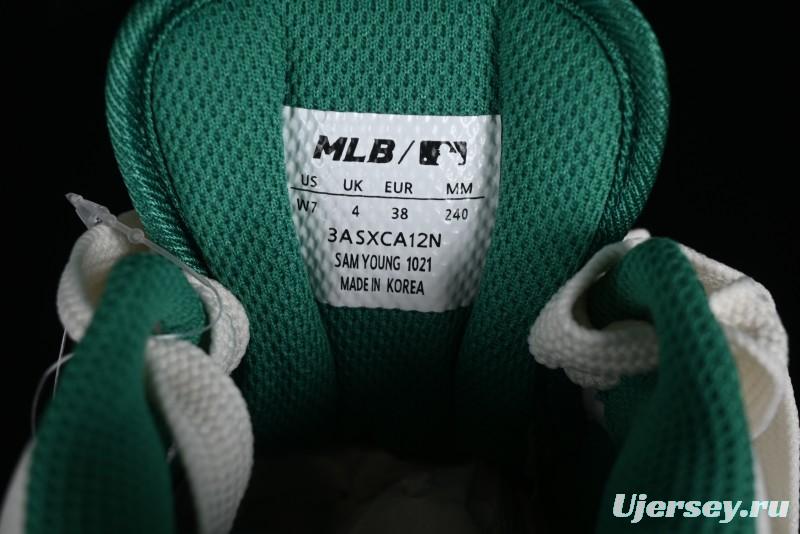 MLB/
US UK EUR MM
W7 4 38 240
3ASXCA12N
SAM YOUNG 1021
MADE IN KOREA
Ujersey.ru